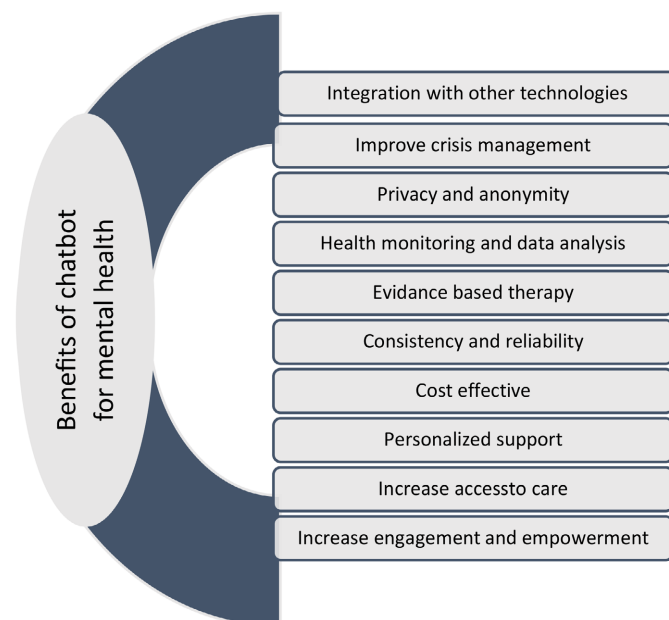 Benefits of chatbot
for mental health
Integration with other technologies
Improve crisis management
Privacy and anonymity
Health monitoring and data analysis
Evidance based therapy
Consistency and reliability
Cost effective
Personalized support
Increase accessto care
Increase engagement and empowerment